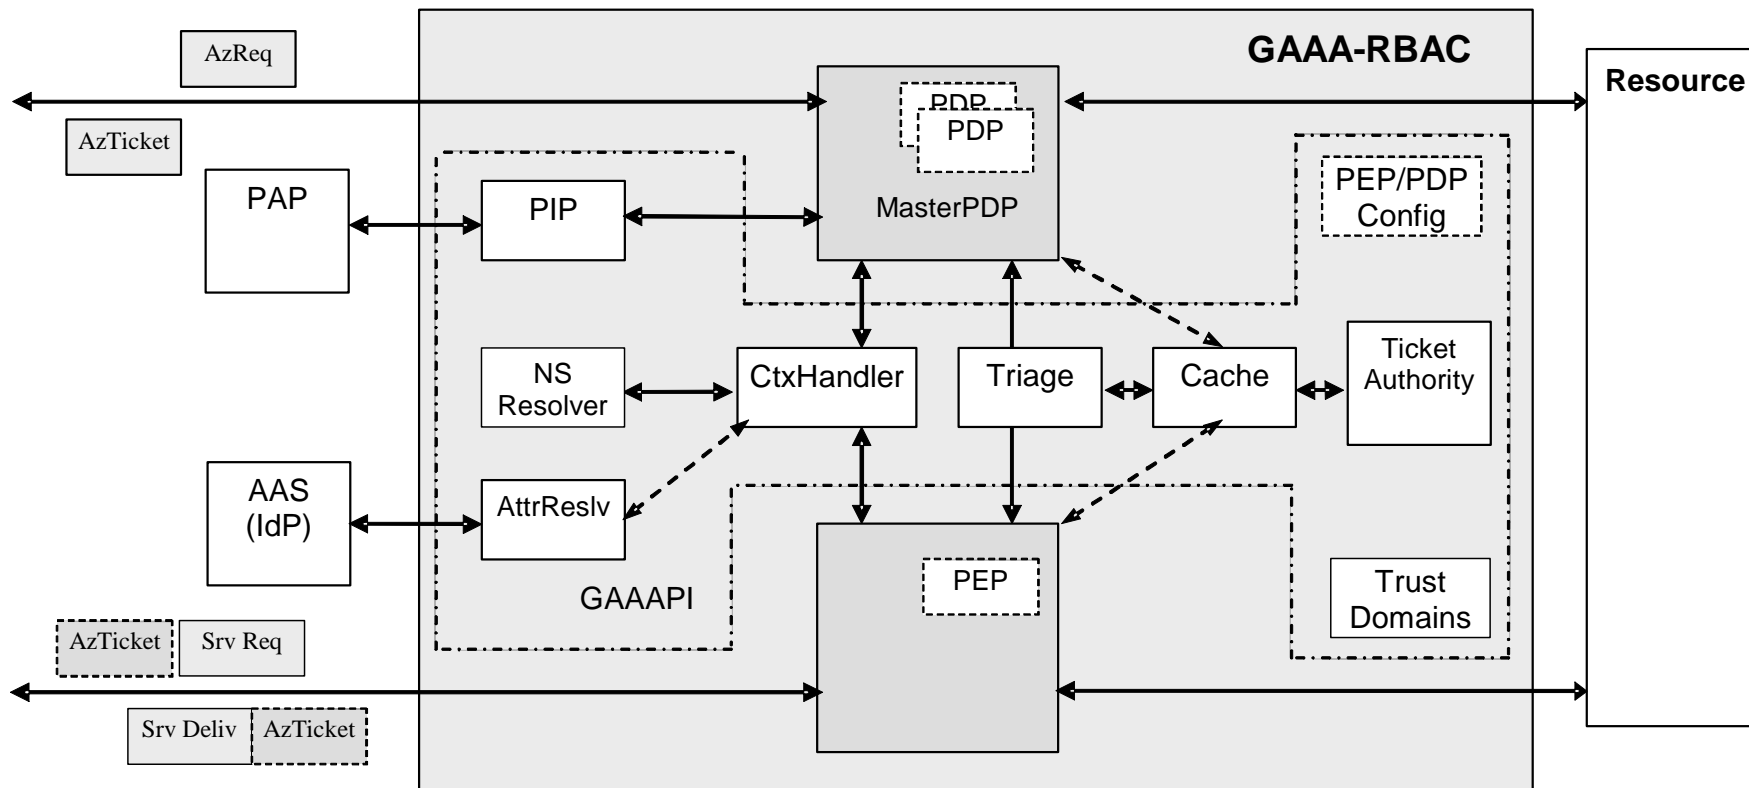 AzReq
GAAA-RBAC
Resource
PDP
PDP
AzTicket
PAP
PIP
MasterPDP
PEP/PDP
Config
NS
Resolver
CtxHandler
Triage
Cache
Ticket
Authority
AAS
(IdP)
AttrReslv
GAAAPI
PEP
Trust
Domains
AzTicket
Srv Req
Srv Deliv
AzTicket